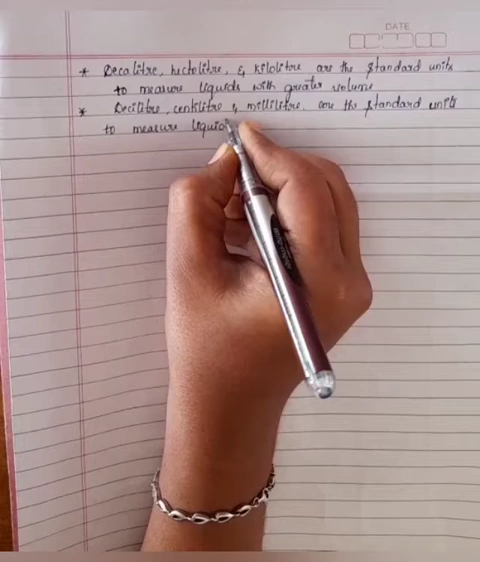 DATE
* Decalitre, hectolitre, & kilolitre are the standard units
to measure liquids with greater volume
* Decilitre, centilitre & millilitre, are the standard units
to measure liquid